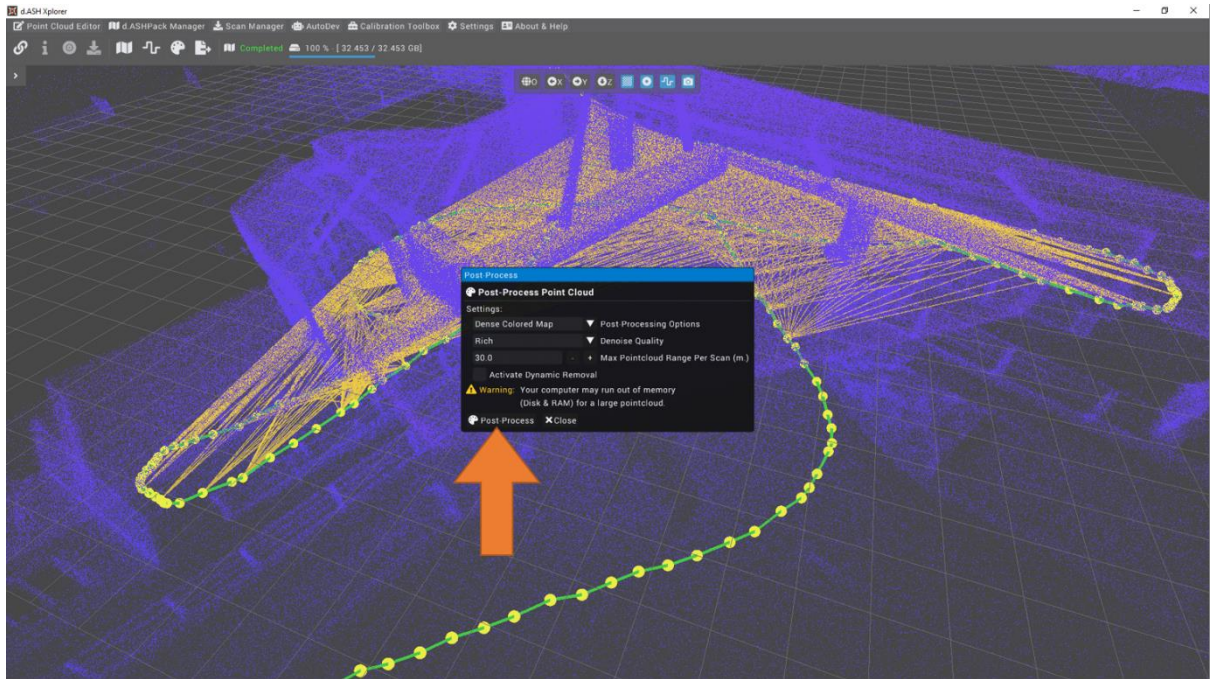 d.ASH Xplorer
Point Cloud Editor d.ASHPack Manager Scan Manager AutoDev Calibration Toolbox Settings About & Help
Completed 100 % - [ 32.453 / 32.453 GB]
O X Y Z
Post-Process
Post-Process Point Cloud
Settings:
Dense Colored Map Post-Processing Options
Rich Denoise Quality
30.0 - + Max Pointcloud Range Per Scan (m.)
Activate Dynamic Removal
Warning: Your computer may run out of memory
(Disk & RAM) for a large pointcloud.
Post-Process Close